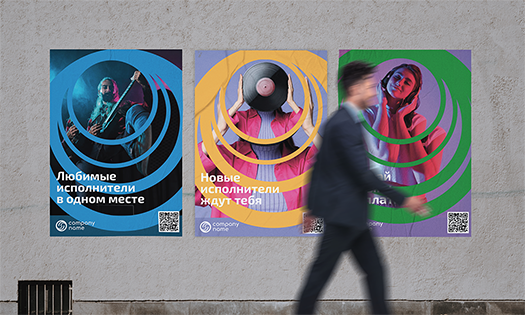 Любимые
исполнители
в одном месте
company
name
Новые
исполнители
ждут тебя
company
name